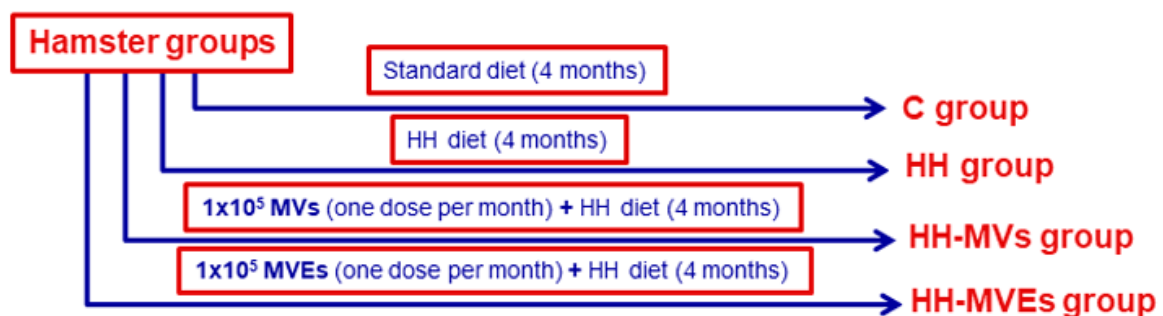 Hamster groups
Standard diet (4 months)
C group
HH diet (4 months)
HH group
1x10⁵ MVs (one dose per month) + HH diet (4 months)
HH-MVs group
1x10⁵ MVEs (one dose per month) + HH diet (4 months)
HH-MVEs group